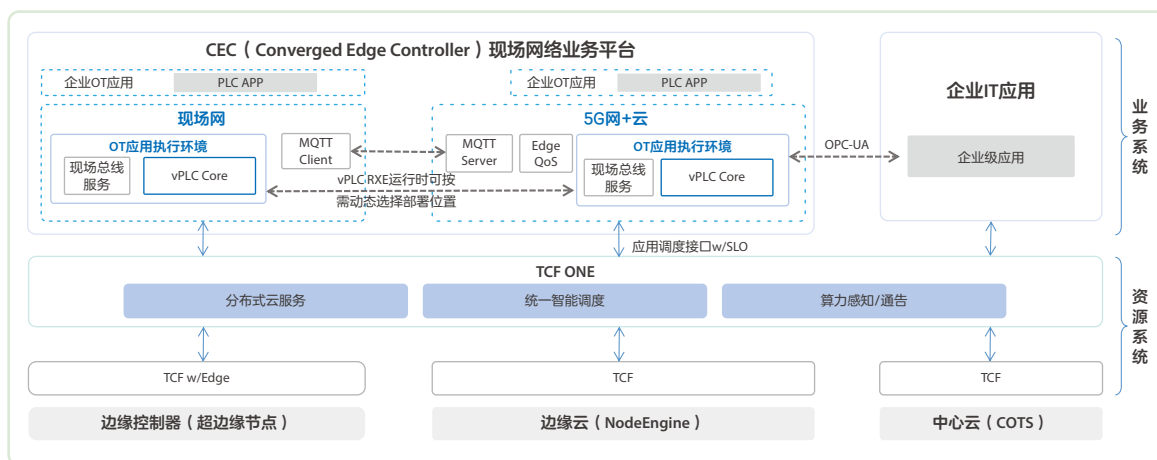 CEC（Converged Edge Controller）现场网络业务平台
企业OT应用
PLC APP
企业OT应用
PLC APP
现场网
OT应用执行环境
现场总线
服务
vPLC Core
MQTT
Client
vPLC RXE运行时可按
需动态选择部署位置
5G网+云
MQTT
Server
Edge
QoS
OT应用执行环境
现场总线
服务
vPLC Core
OPC-UA
企业IT应用
企业级应用
业务系统
应用调度接口w/SLO
TCF ONE
分布式云服务
统一智能调度
算力感知/通告
资源系统
TCF w/Edge
TCF
TCF
边缘控制器（超边缘节点）
边缘云（NodeEngine）
中心云（COTS）